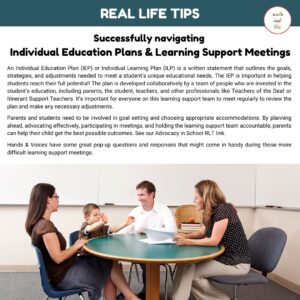 REAL LIFE TIPS
Successfully navigating
Individual Education Plans & Learning Support Meetings
An Individual Education Plan (IEP) or Individual Learning Plan (ILP) is a written statement that outlines the goals,
strategies, and adjustments needed to meet a student's unique educational needs. The IEP is important in helping
students reach their full potential! The plan is developed collaboratively by a team of people who are invested in the
student's education, including parents, the student, teachers, and other professionals like Teachers of the Deaf or
Itinerant Support Teachers. It's important for everyone on this learning support team to meet regularly to review the
plan and make any necessary adjustments.
Parents and students need to be involved in goal setting and choosing appropriate accommodations. By planning
ahead, advocating effectively, participating in meetings, and holding the learning support team accountable, parents
can help their child get the best possible outcomes. See our Advocacy in School RLT link.
Hands & Voices have some great pop-up questions and responses that might come in handy during those more
difficult learning support meetings.